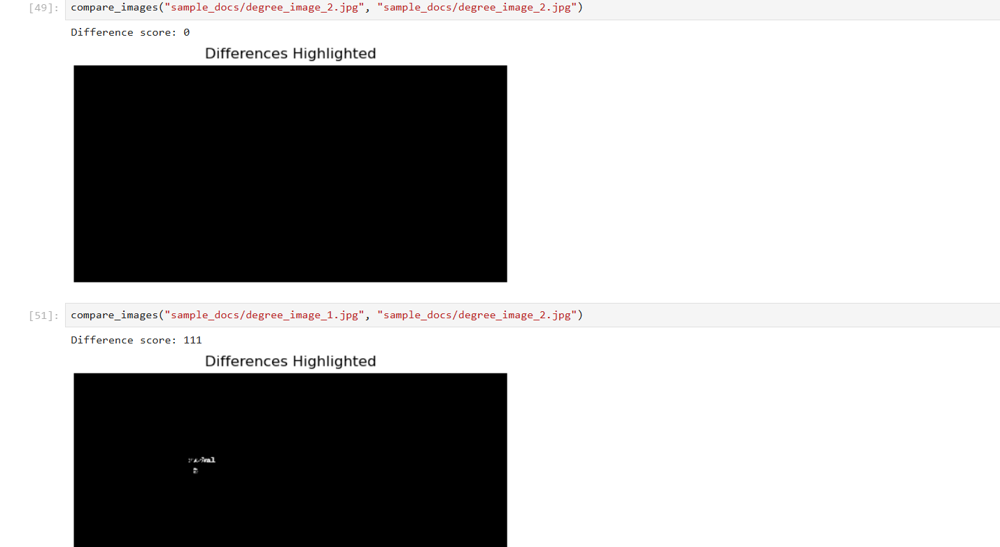 [49]: compare_images("sample_docs/degree_image_2.jpg", "sample_docs/degree_image_2.jpg")
Difference score: 0
Differences Highlighted
[51]: compare_images("sample_docs/degree_image_1.jpg", "sample_docs/degree_image_2.jpg")
Difference score: 111
Differences Highlighted